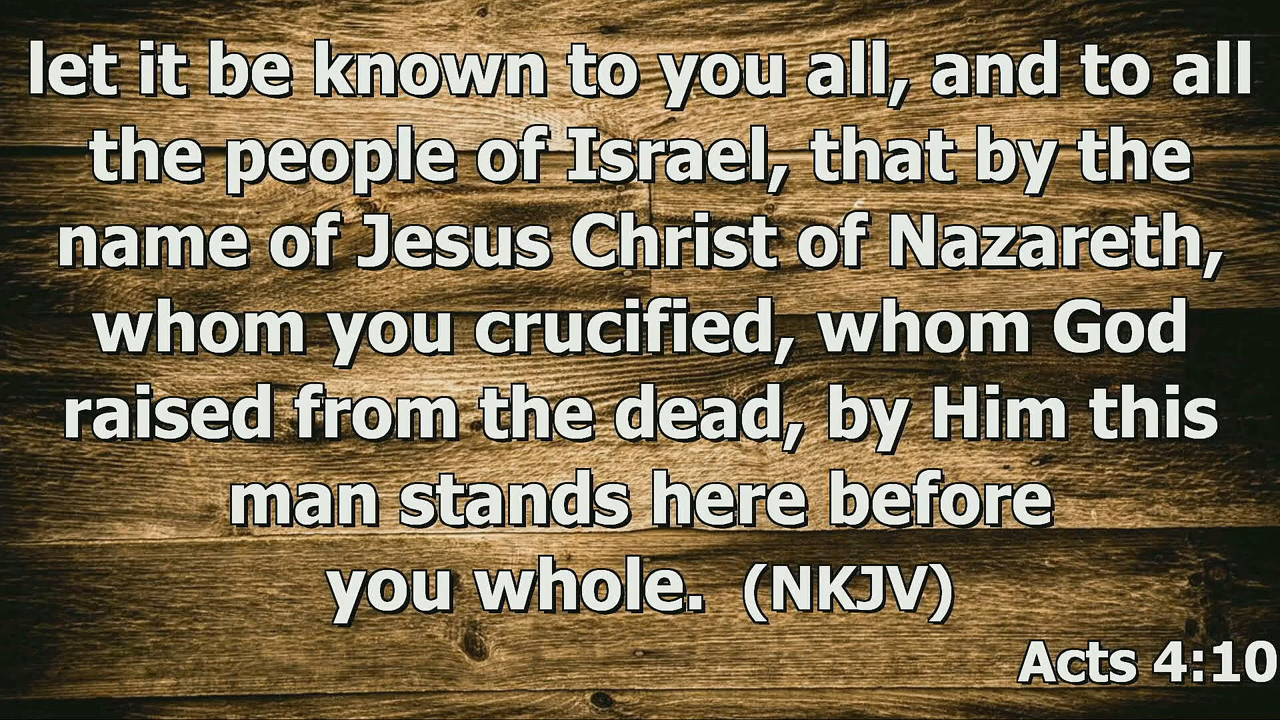 let it be known to you all, and to all
the people of Israel, that by the
name of Jesus Christ of Nazareth,
whom you crucified, whom God
raised from the dead, by Him this
man stands here before
you whole. (NKJV)
Acts 4:10